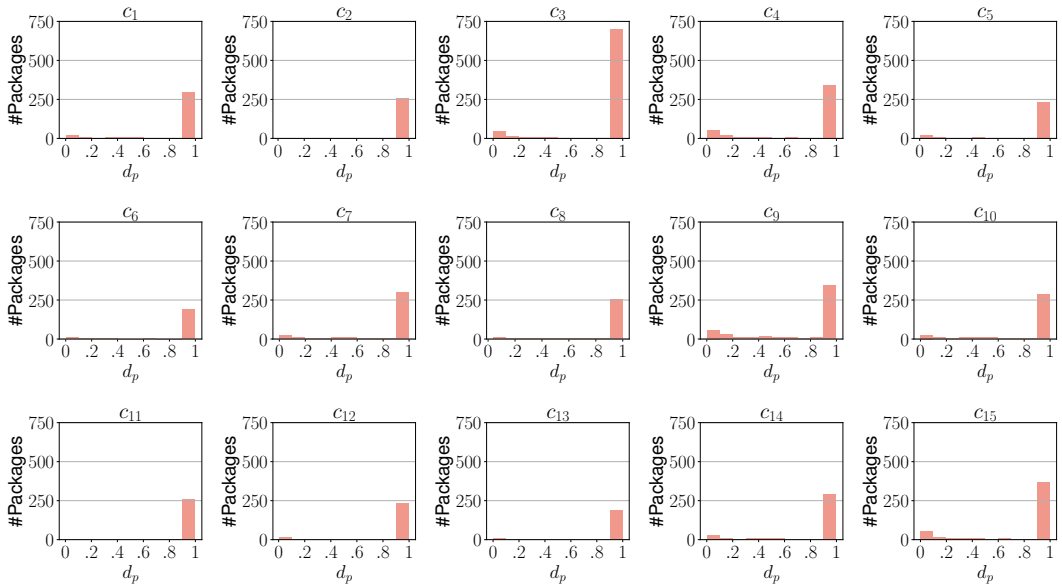 c1 c2 c3 c4 c5
750 750 750 750 750
500 500 500 500 500
250 250 250 250 250
0 0 0 0 0
#Packages #Packages #Packages #Packages #Packages
0 .2 .4 .6 .8 1 0 .2 .4 .6 .8 1 0 .2 .4 .6 .8 1 0 .2 .4 .6 .8 1 0 .2 .4 .6 .8 1
dp dp dp dp dp
c6 c7 c8 c9 c10
750 750 750 750 750
500 500 500 500 500
250 250 250 250 250
0 0 0 0 0
#Packages #Packages #Packages #Packages #Packages
0 .2 .4 .6 .8 1 0 .2 .4 .6 .8 1 0 .2 .4 .6 .8 1 0 .2 .4 .6 .8 1 0 .2 .4 .6 .8 1
dp dp dp dp dp
c11 c12 c13 c14 c15
750 750 750 750 750
500 500 500 500 500
250 250 250 250 250
0 0 0 0 0
#Packages #Packages #Packages #Packages #Packages
0 .2 .4 .6 .8 1 0 .2 .4 .6 .8 1 0 .2 .4 .6 .8 1 0 .2 .4 .6 .8 1 0 .2 .4 .6 .8 1
dp dp dp dp dp